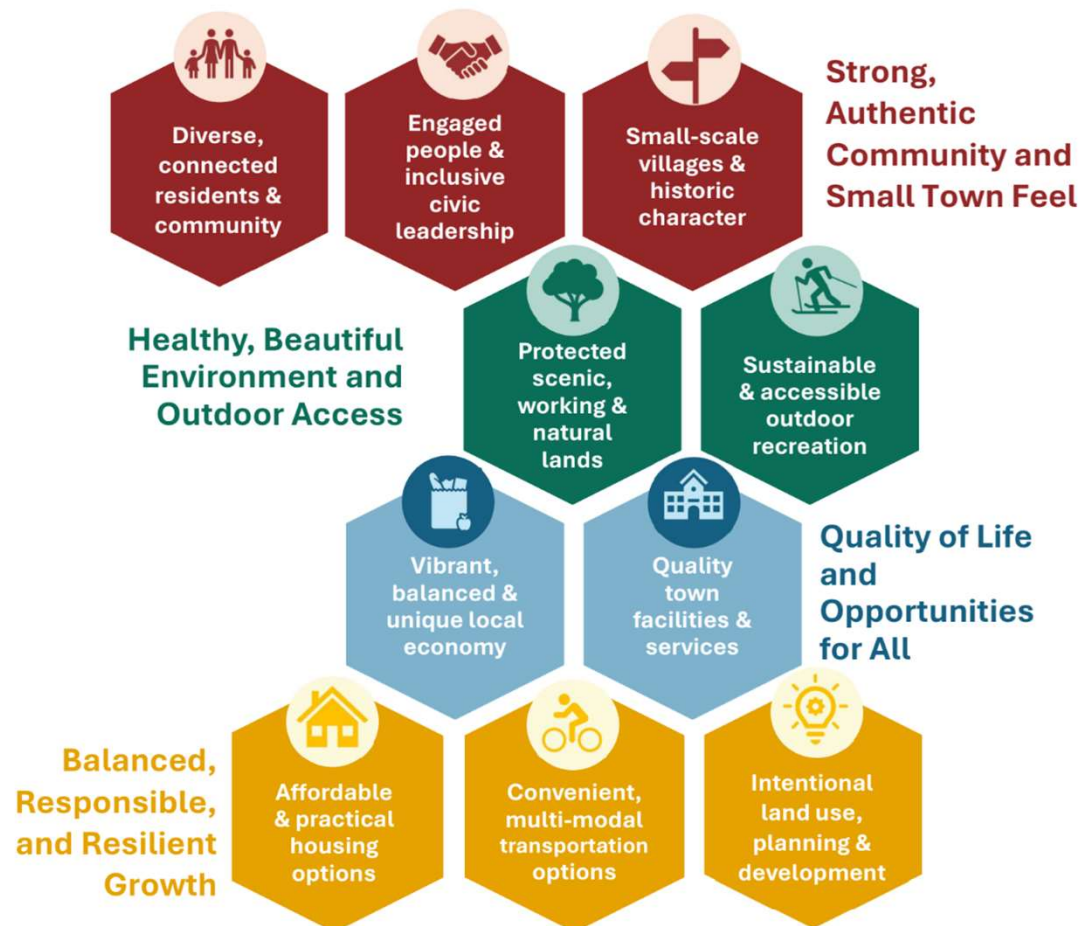 Diverse,
connected
residents &
community
Engaged
people &
inclusive
civic
leadership
Small-scale
villages &
historic
character
Strong,
Authentic
Community and
Small Town Feel
Healthy, Beautiful
Environment and
Outdoor Access
Protected
scenic,
working &
natural
lands
Sustainable
& accessible
outdoor
recreation
Vibrant,
balanced &
unique local
economy
Quality
town
facilities &
services
Quality of Life
and
Opportunities
for All
Balanced,
Responsible,
and Resilient
Growth
Affordable
& practical
housing
options
Convenient,
multi-modal
transportation
options
Intentional
land use,
planning &
development